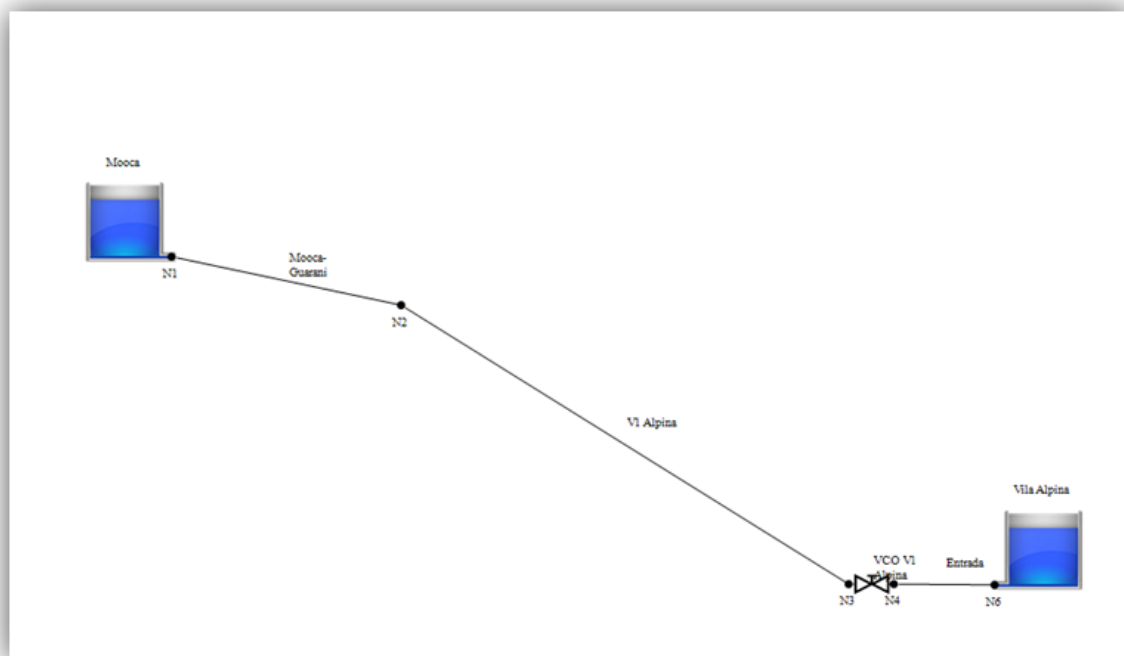 Mooca
N1
Mooca-
Guarani
N2
Vl Alpina
Vila Alpina
VCO Vl
Alpina
Entrada
N3
N4
N6